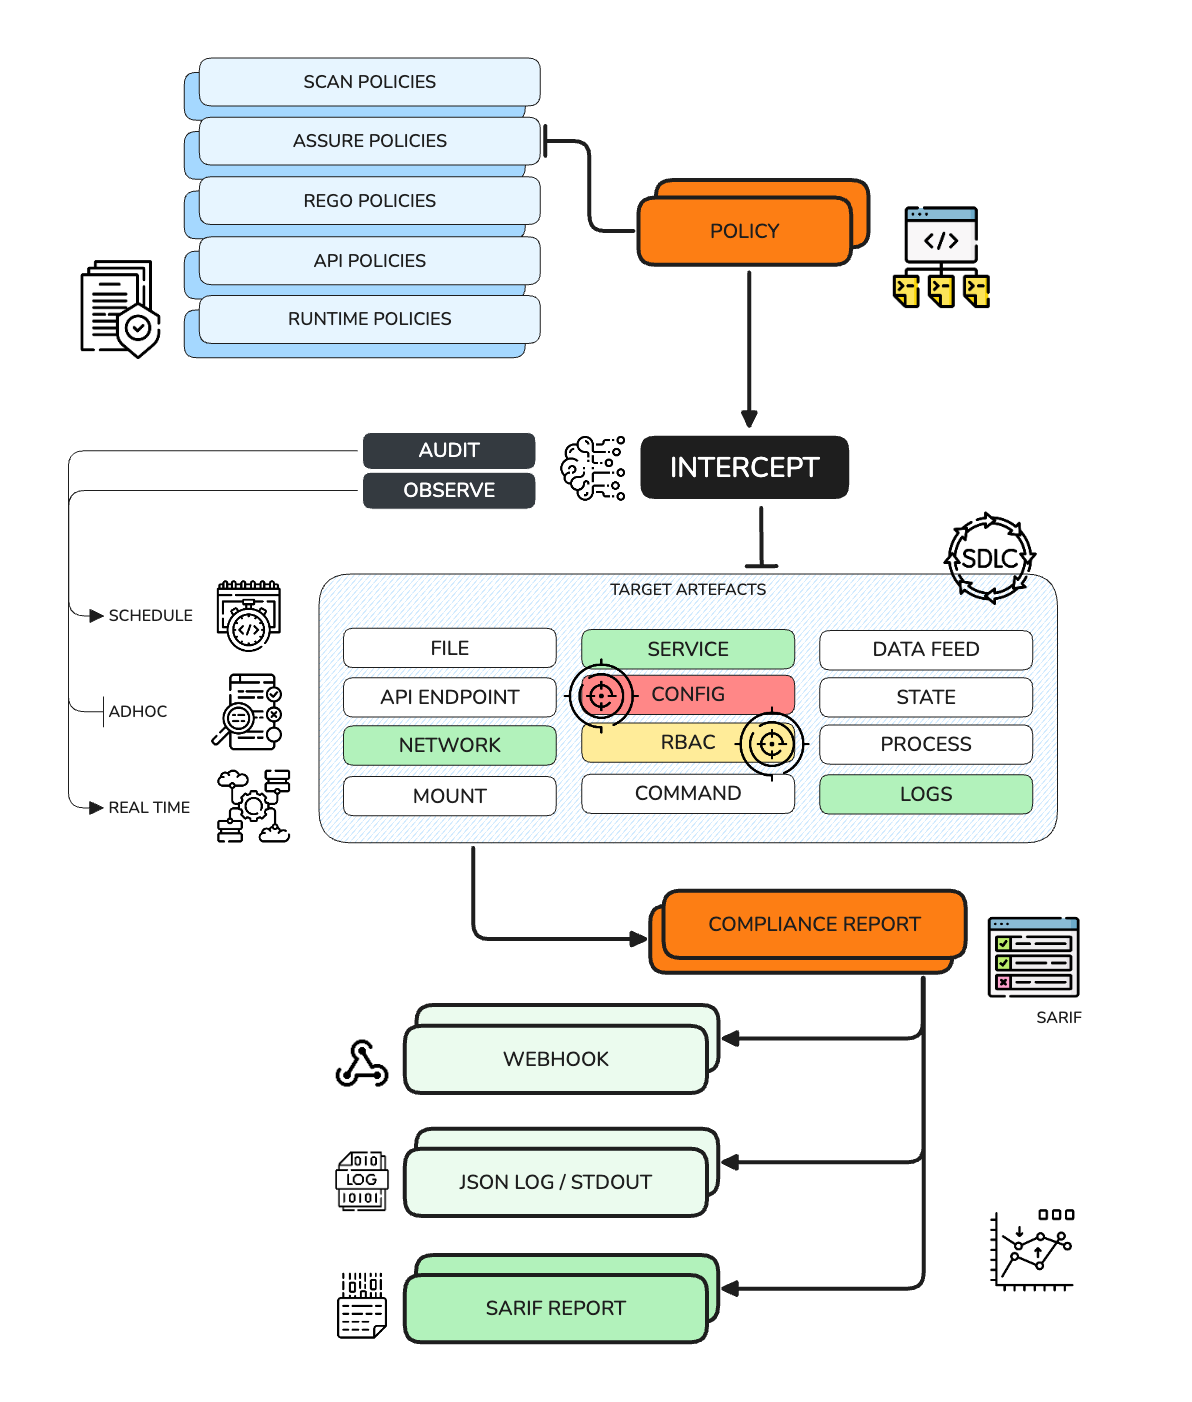 SCAN POLICIES
ASSURE POLICIES
REGO POLICIES
API POLICIES
RUNTIME POLICIES
POLICY
AUDIT
OBSERVE
INTERCEPT
SDLC
SCHEDULE
ADHOC
REAL TIME
TARGET ARTEFACTS
FILE
SERVICE
DATA FEED
API ENDPOINT
CONFIG
STATE
NETWORK
RBAC
PROCESS
MOUNT
COMMAND
LOGS
COMPLIANCE REPORT
SARIF
WEBHOOK
010
LOG
10101
JSON LOG / STDOUT
SARIF REPORT